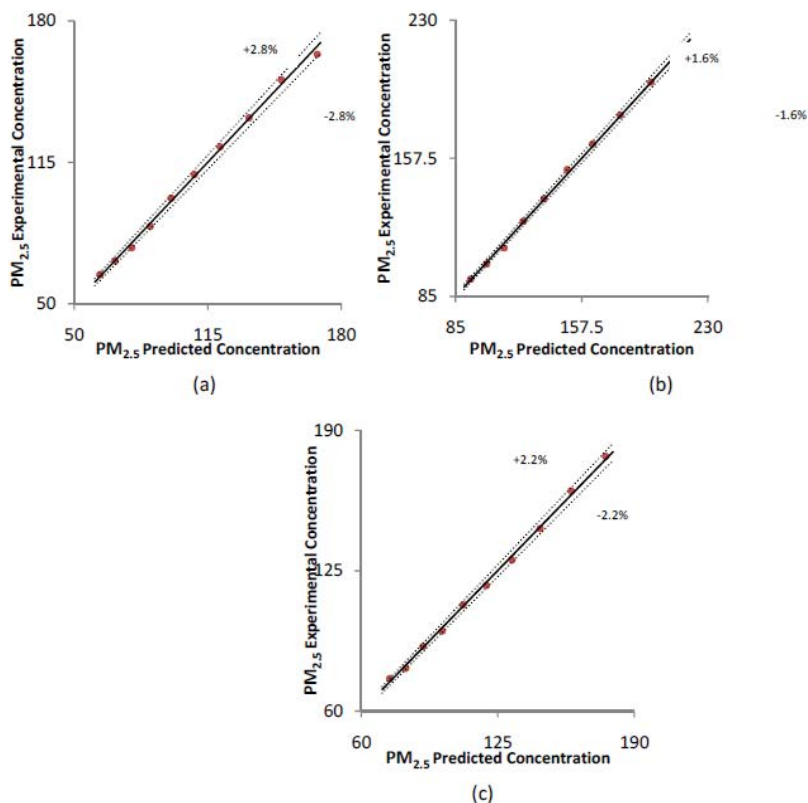 180
+2.8%
-2.8%
115
50
50 115 180
PM2.5 Experimental Concentration
PM2.5 Predicted Concentration
(a)
230
+1.6%
-1.6%
157.5
85
85 157.5 230
PM2.5 Experimental Concentration
PM2.5 Predicted Concentration
(b)
190
+2.2%
-2.2%
125
60
60 125 190
PM2.5 Experimental Concentration
PM2.5 Predicted Concentration
(c)